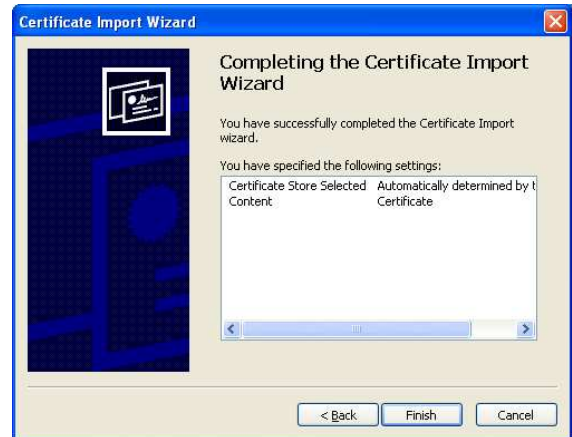 Certificate Import Wizard
Completing the Certificate Import
Wizard
You have successfully completed the Certificate Import
wizard.
You have specified the following settings:
Certificate Store Selected Automatically determined by t
Content Certificate
< Back Finish Cancel